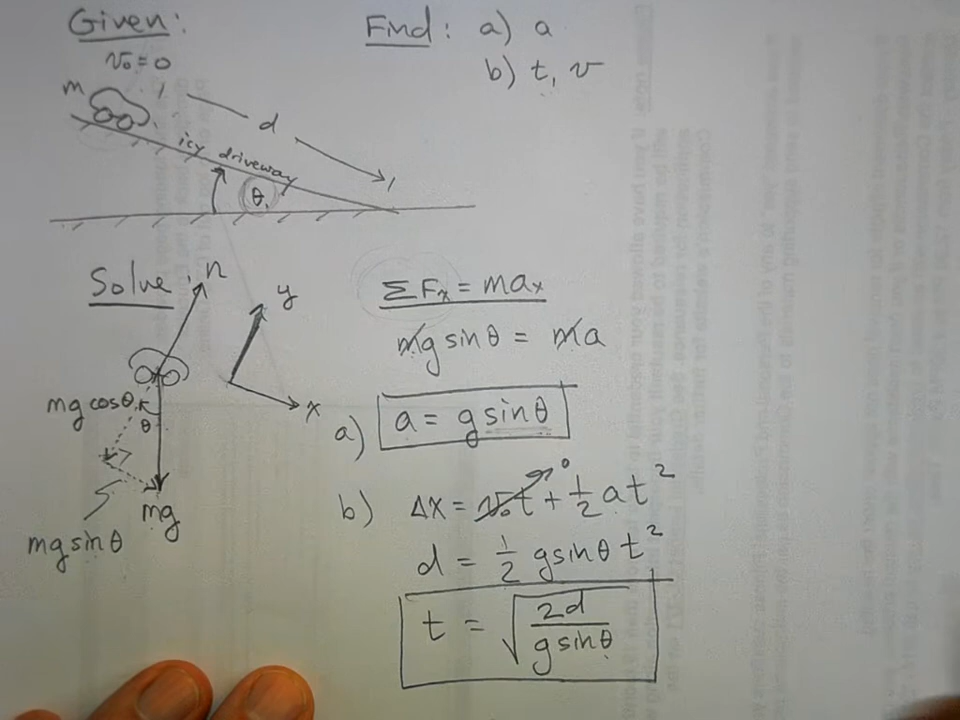 Given:
v₀ = 0
m
d
icy driveway
θ
Find: a) a
b) t, v
Solve:
n
y
x
mg cosθ
θ
mg
mg sinθ
ΣFₓ = maₓ
mg sinθ = ma
a) a = g sinθ
b) Δx = v₀t⁰ + ½ at²
d = ½ g sinθ t²
t = √(2d / g sinθ)